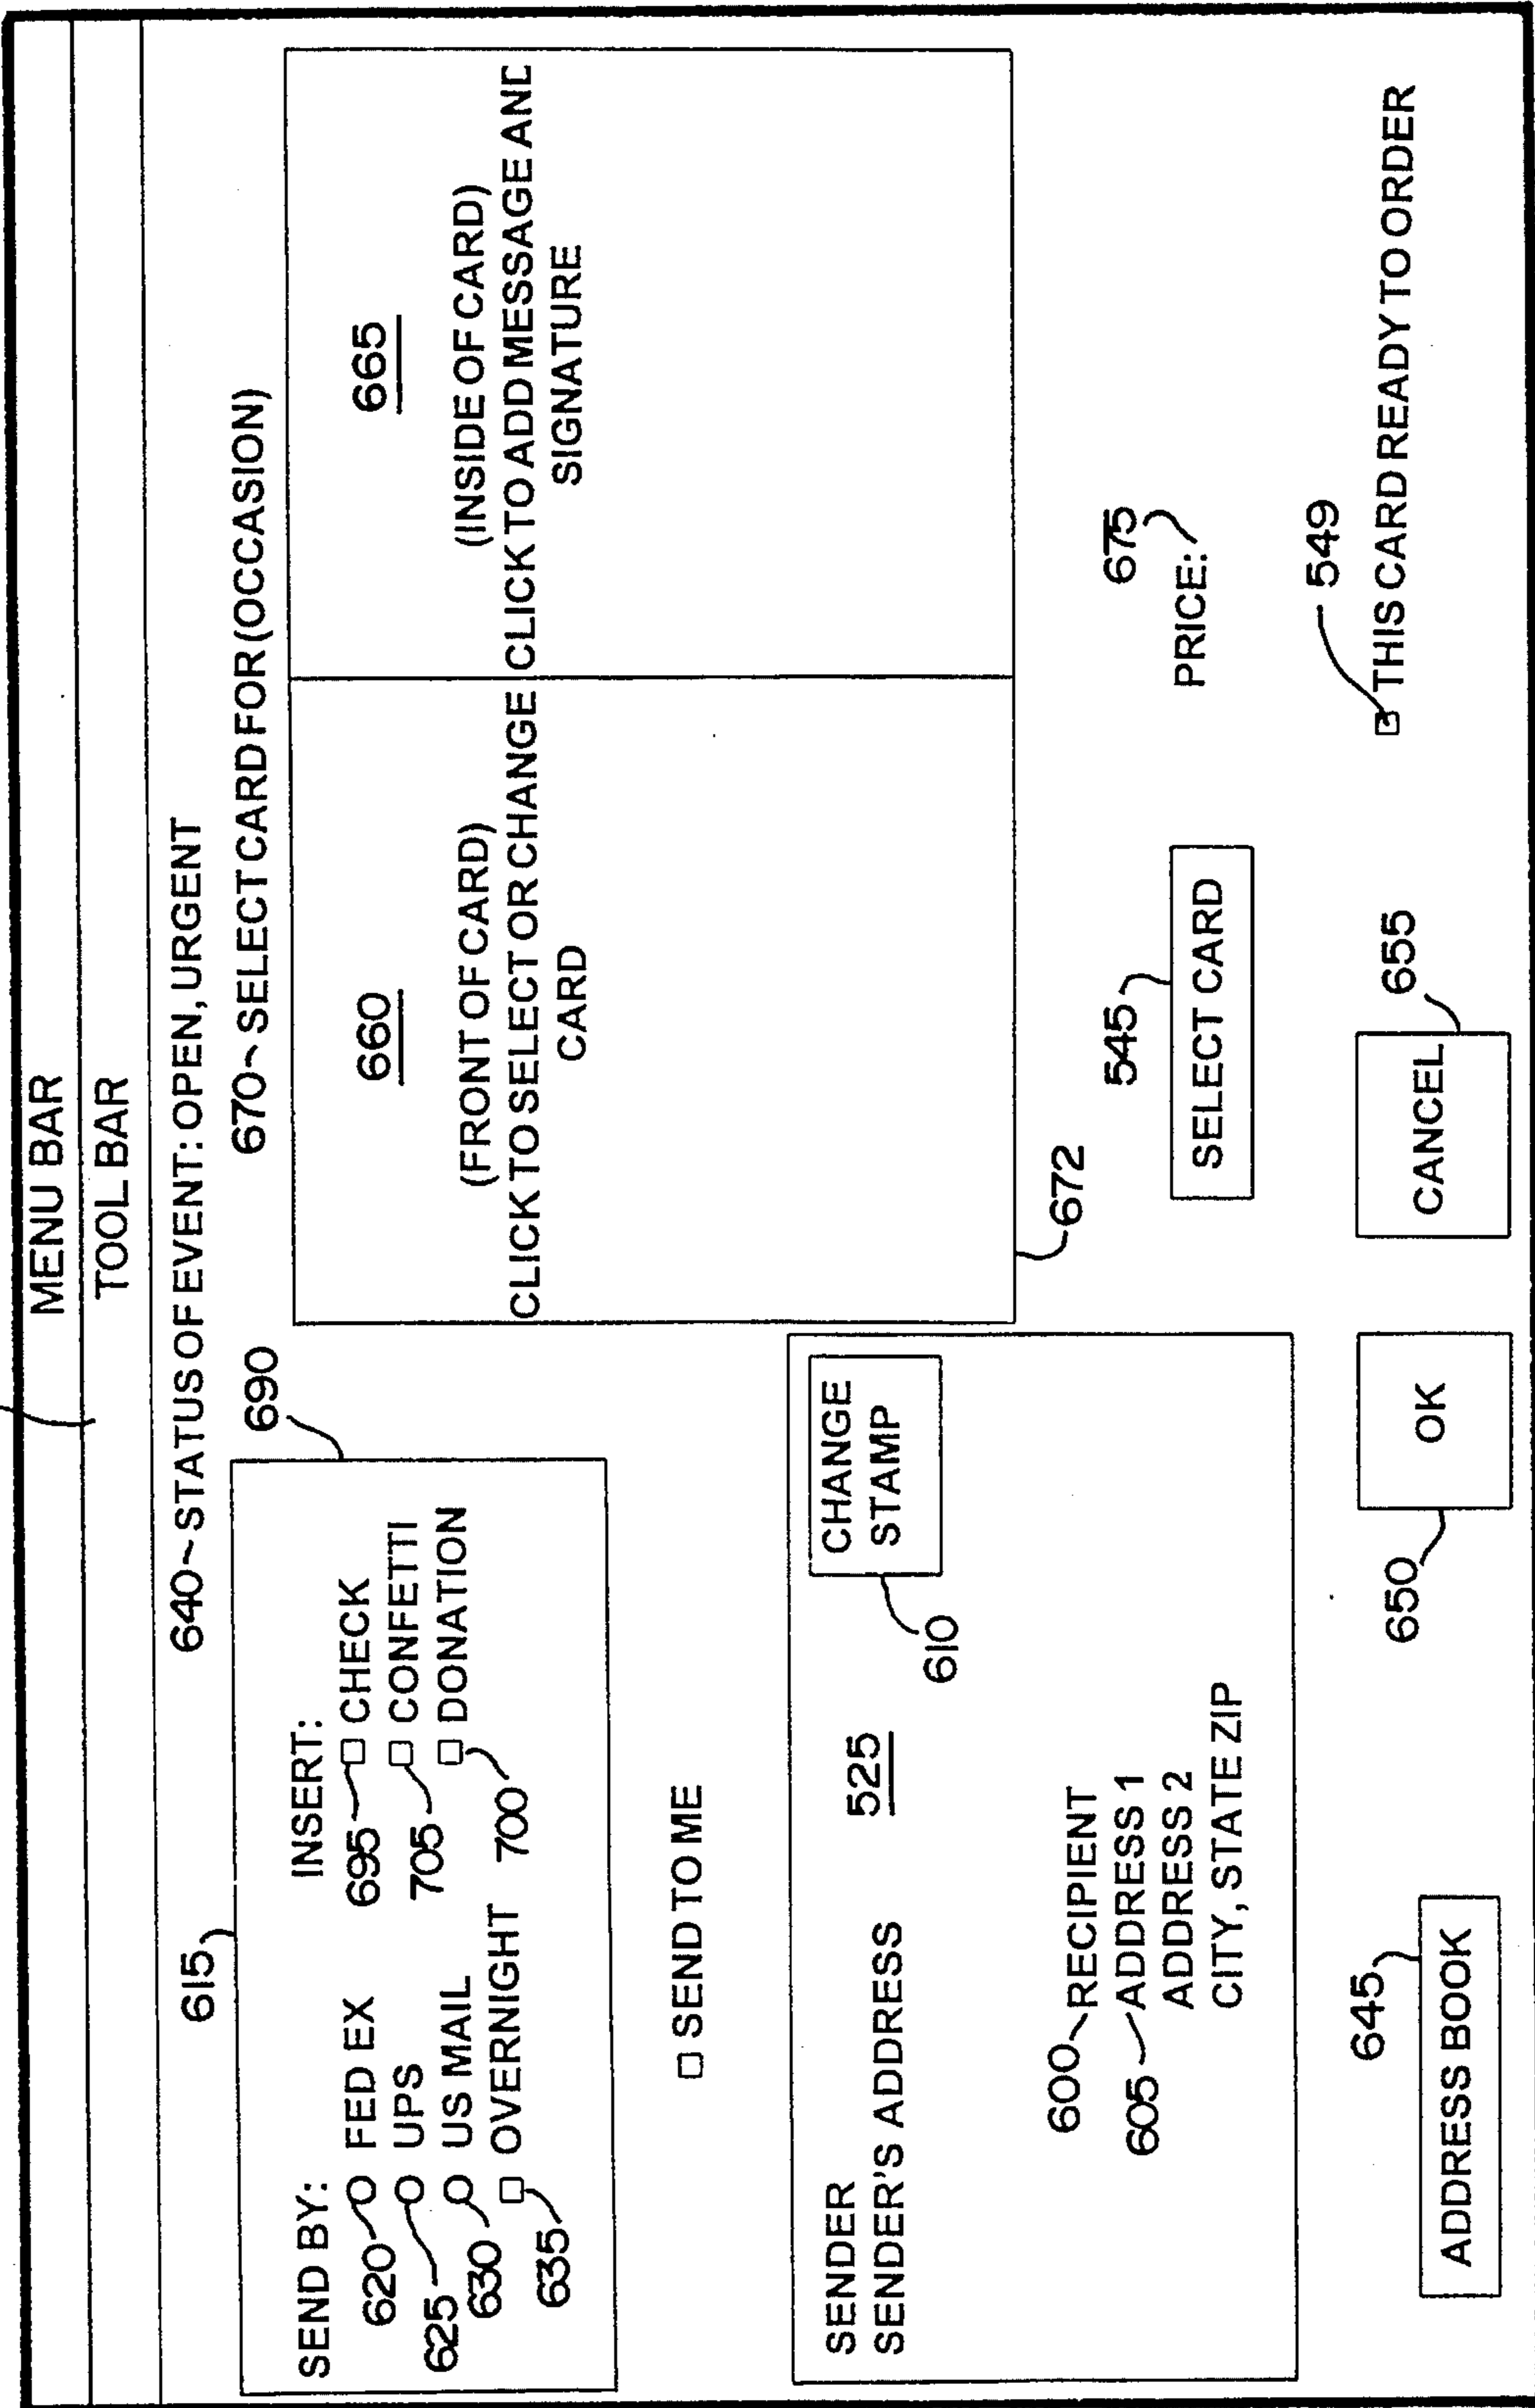 MENU BAR
TOOL BAR
640~STATUS OF EVENT: OPEN, URGENT
615
690
670~SELECT CARD FOR (OCCASION)
SEND BY:
620 FED EX
625 UPS
630 US MAIL
635 OVERNIGHT
INSERT:
695 CHECK
705 CONFETTI
700 DONATION
660
(FRONT OF CARD)
CLICK TO SELECT OR CHANGE
CARD
665
(INSIDE OF CARD)
CLICK TO ADD MESSAGE AND
SIGNATURE
672
SEND TO ME
SENDER
SENDER'S ADDRESS
525
CHANGE
STAMP
610
600 RECIPIENT
605 ADDRESS 1
ADDRESS 2
CITY, STATE ZIP
545
SELECT CARD
675
PRICE:
645
ADDRESS BOOK
650
OK
655
CANCEL
549
THIS CARD READY TO ORDER